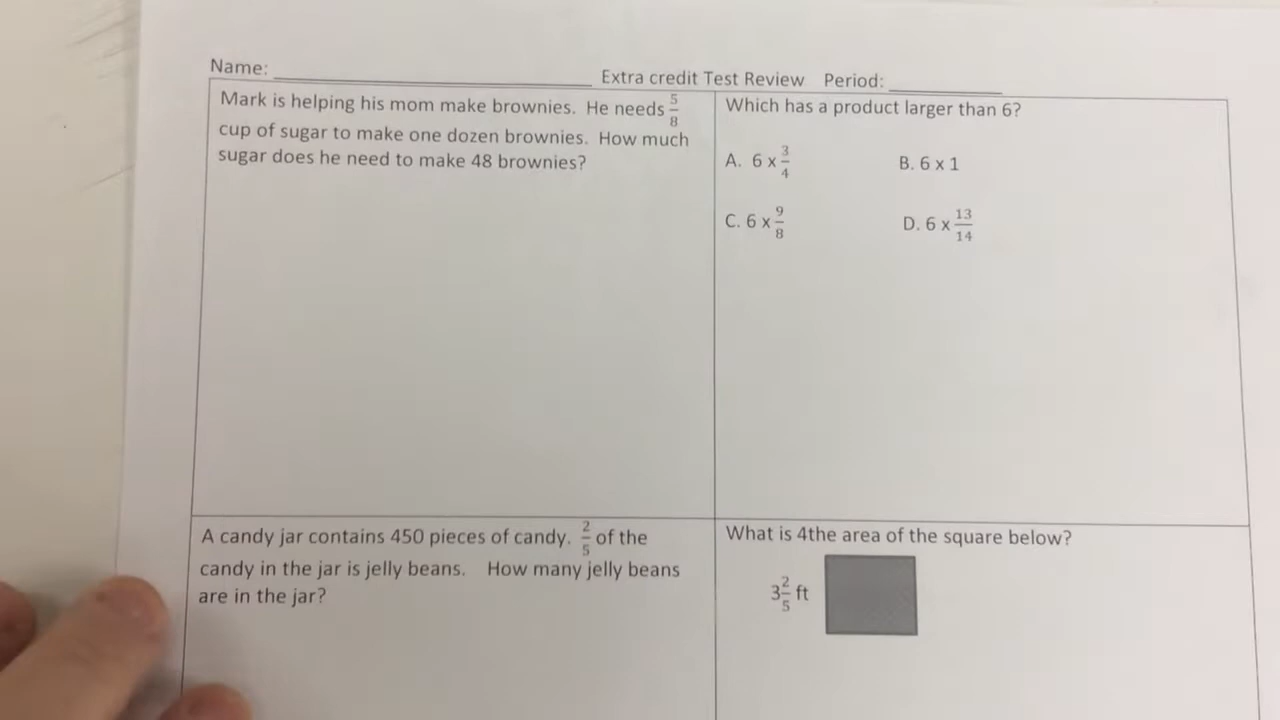 Name: ______________ Extra credit Test Review Period: ______
Mark is helping his mom make brownies. He needs 5/8
cup of sugar to make one dozen brownies. How much
sugar does he need to make 48 brownies?
Which has a product larger than 6?
A. 6 x 3/4 B. 6 x 1
C. 6 x 9/8 D. 6 x 13/14
A candy jar contains 450 pieces of candy. 2/5 of the
candy in the jar is jelly beans. How many jelly beans
are in the jar?
What is 4the area of the square below?
3 2/5 ft